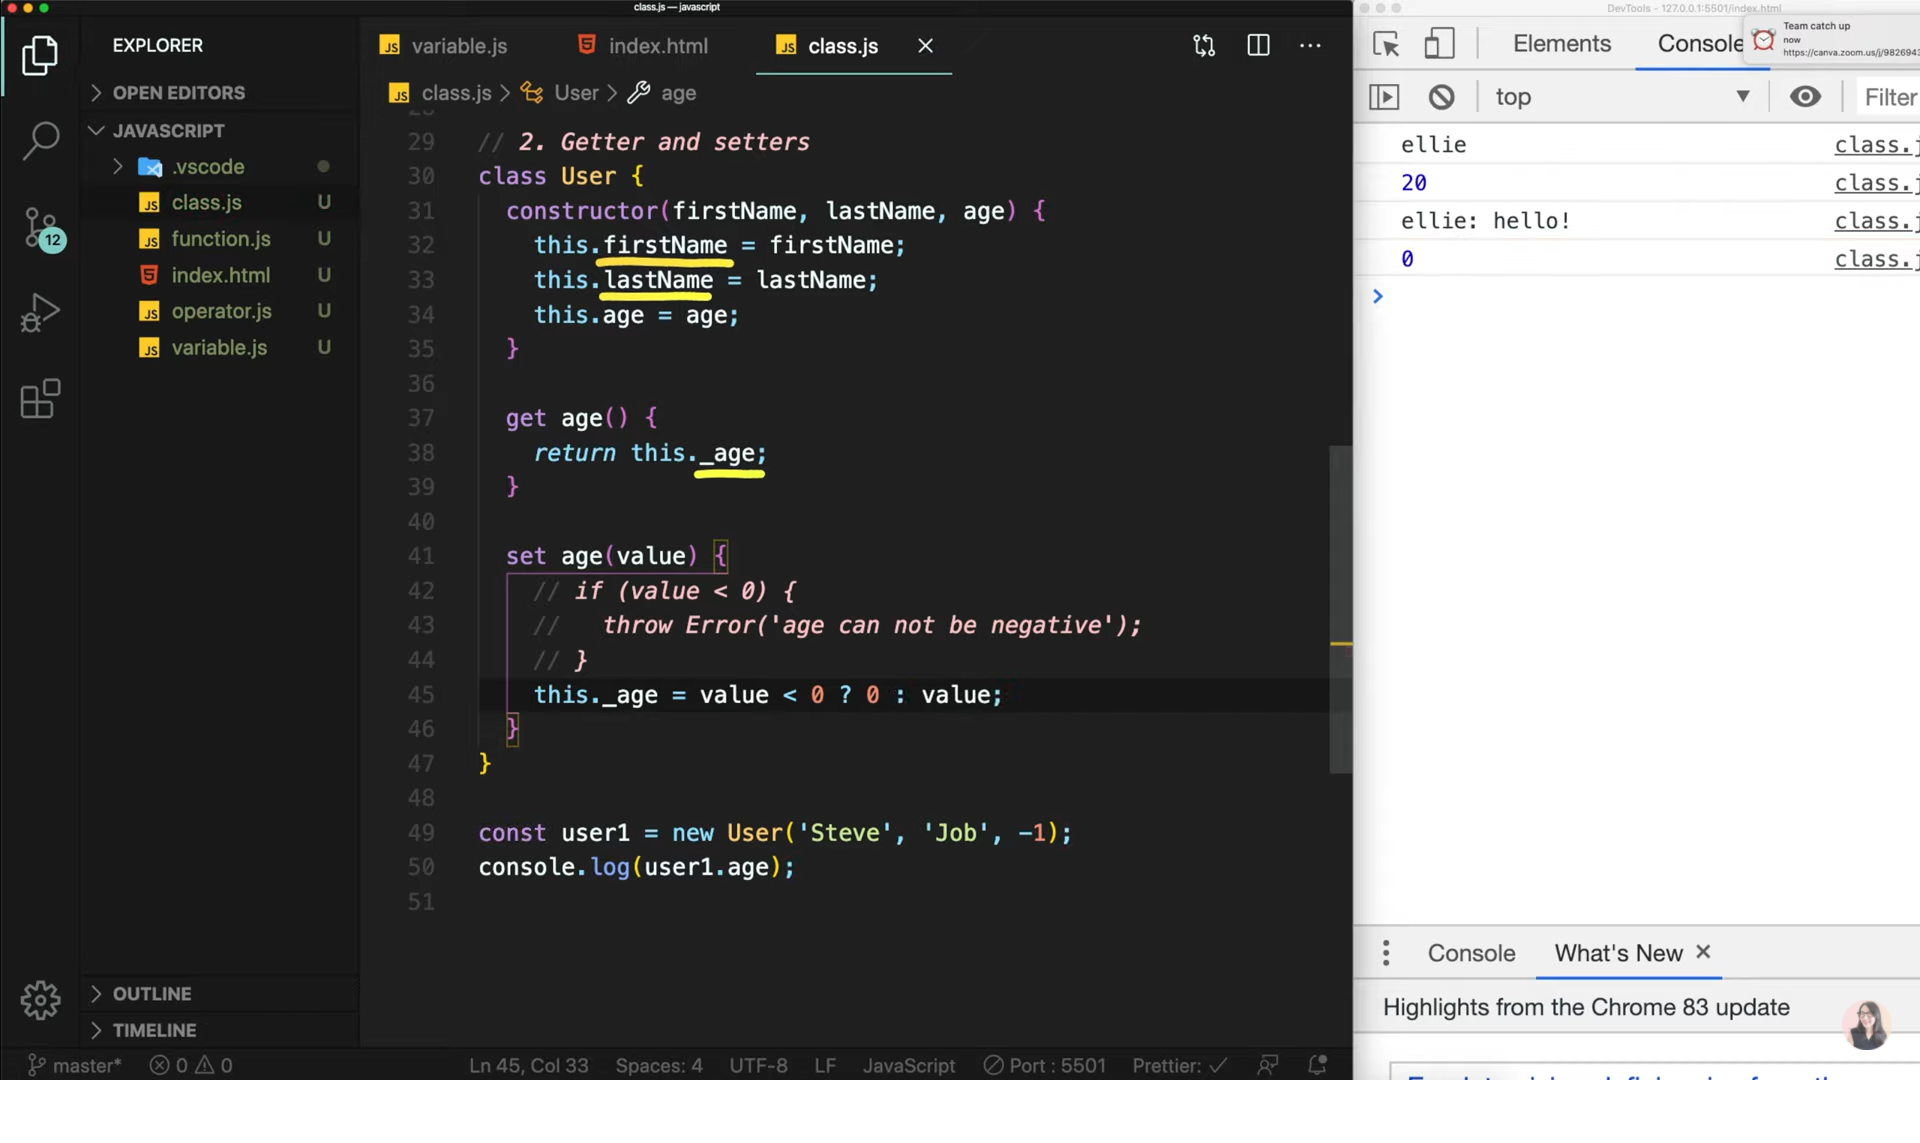 class.js — javascript
EXPLORER
OPEN EDITORS
JAVASCRIPT
.vscode
class.js U
function.js U
index.html U
operator.js U
variable.js U
12
OUTLINE
TIMELINE
variable.js
index.html
class.js
class.js > User > age
29 // 2. Getter and setters
30 class User {
31 constructor(firstName, lastName, age) {
32 this.firstName = firstName;
33 this.lastName = lastName;
34 this.age = age;
35 }
36
37 get age() {
38 return this._age;
39 }
40
41 set age(value) {
42 // if (value < 0) {
43 // throw Error('age can not be negative');
44 // }
45 this._age = value < 0 ? 0 : value;
46 }
47 }
48
49 const user1 = new User('Steve', 'Job', -1);
50 console.log(user1.age);
51
master* 0 0 Ln 45, Col 33 Spaces: 4 UTF-8 LF JavaScript Port : 5501 Prettier: ✓
DevTools - 127.0.0.1:5501/index.html
Elements Console
Team catch up
now
https://canva.zoom.us/j/9826943
top Filter
ellie class.j
20 class.j
ellie: hello! class.j
0 class.j
Console What's New
Highlights from the Chrome 83 update